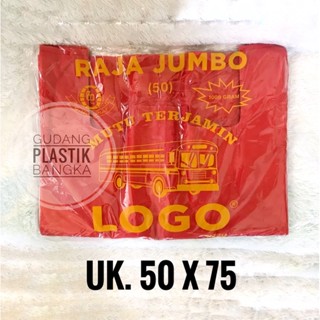 RAJA JUMBO
(50)
MUTU TERJAMIN
LOGO
GUDANG
PLASTIK
BANGKA
UK. 50 X 75